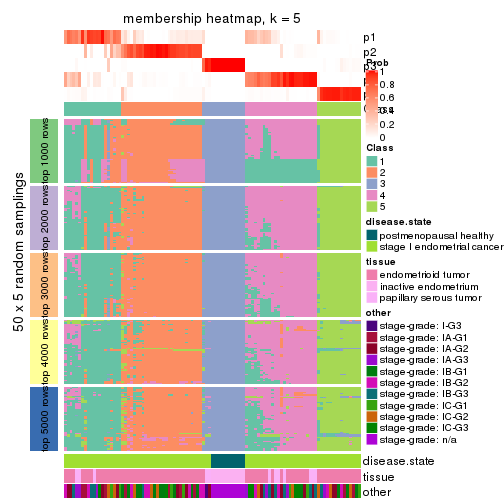 membership heatmap, k = 5
p1
p2
p3
Prob
1
0.8
0.6
0.4
0.2
0
Class
1
2
3
4
5
disease.state
postmenopausal healthy
stage I endometrial cancer
tissue
endometrioid tumor
inactive endometrium
papillary serous tumor
other
stage-grade: I-G3
stage-grade: IA-G1
stage-grade: IA-G2
stage-grade: IA-G3
stage-grade: IB-G1
stage-grade: IB-G2
stage-grade: IB-G3
stage-grade: IC-G1
stage-grade: IC-G2
stage-grade: IC-G3
stage-grade: n/a
50 x 5 random samplings
top 1000 rows
top 2000 rows
top 3000 rows
top 4000 rows
top 5000 rows
disease.state
tissue
other